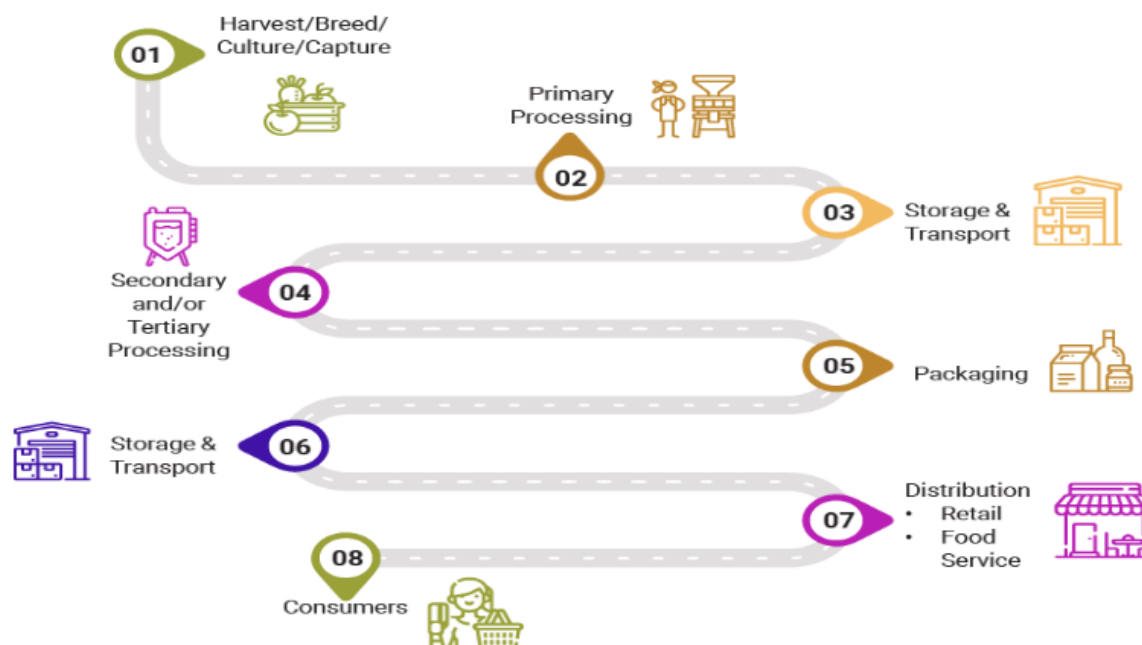 01
Harvest/Breed/
Culture/Capture
Primary
Processing
02
03
Storage &
Transport
04
Secondary
and/or
Tertiary
Processing
05
Packaging
06
Storage &
Transport
07
Distribution
• Retail
• Food
Service
08
Consumers